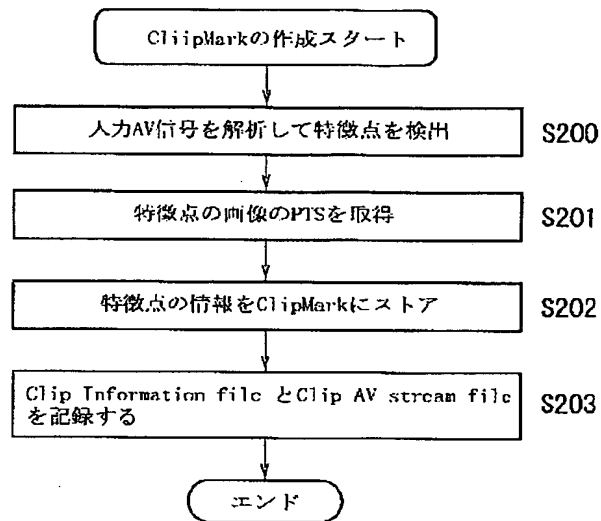 CliipMarkの作成スタート
入力AV信号を解析して特徴点を検出
S200
特徴点の画像のPTSを取得
S201
特徴点の情報をClipMarkにストア
S202
Clip Information file とClip AV stream file
を記録する
S203
エンド